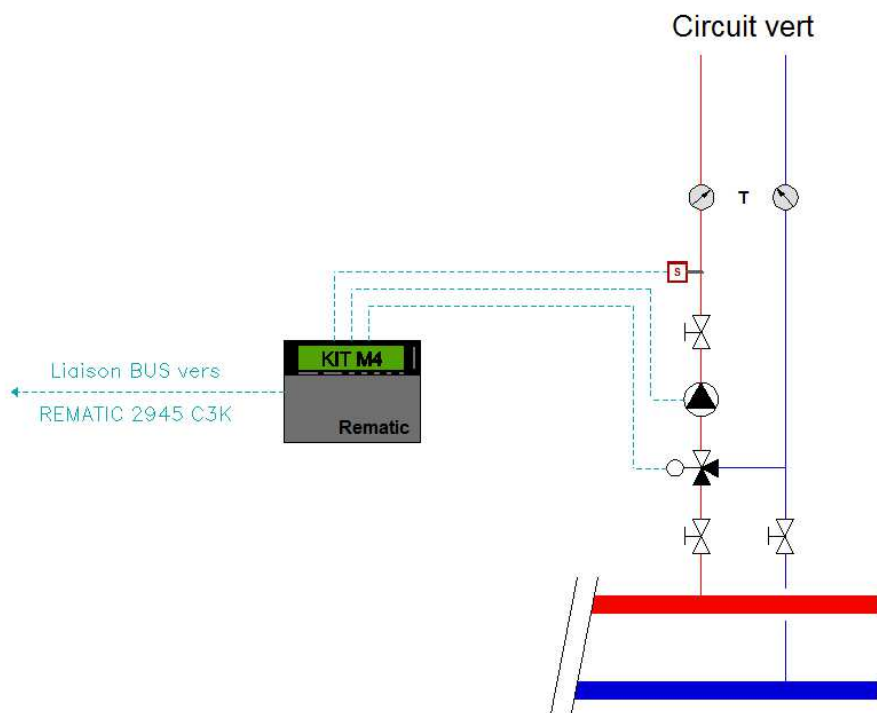 Circuit vert
T
S
KIT M4
Liaison BUS vers
REMATIC 2945 C3K
Rematic